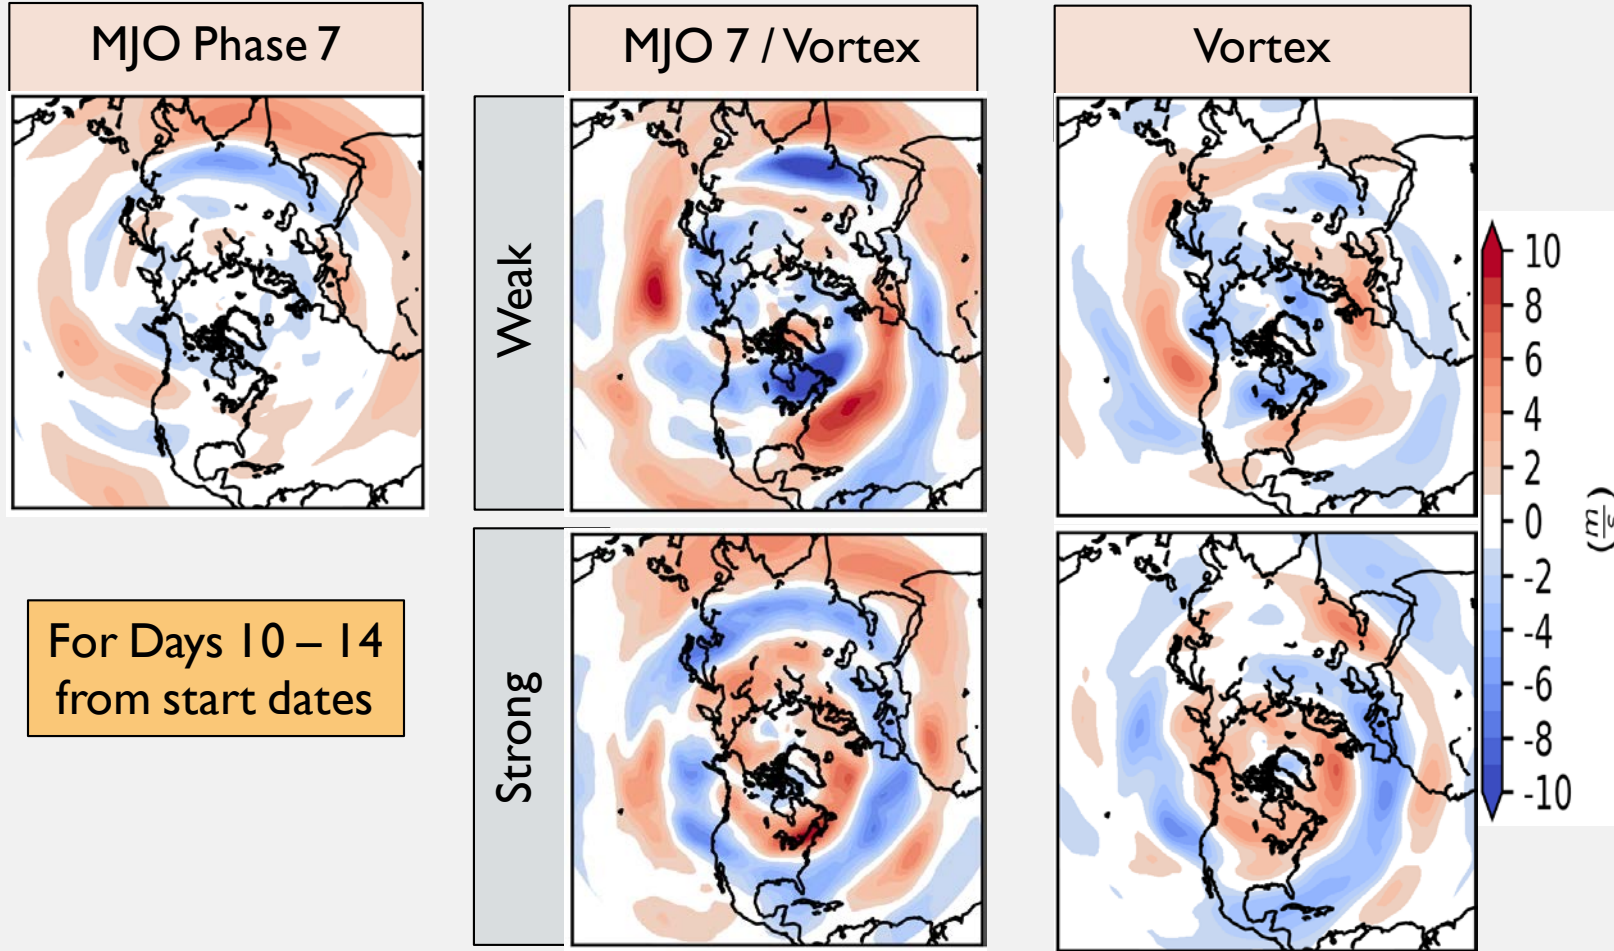 MJO Phase 7
MJO 7 / Vortex
Vortex
Weak
Strong
For Days 10 – 14
from start dates
10
8
6
4
2
0
-2
-4
-6
-8
-10
(m/s)